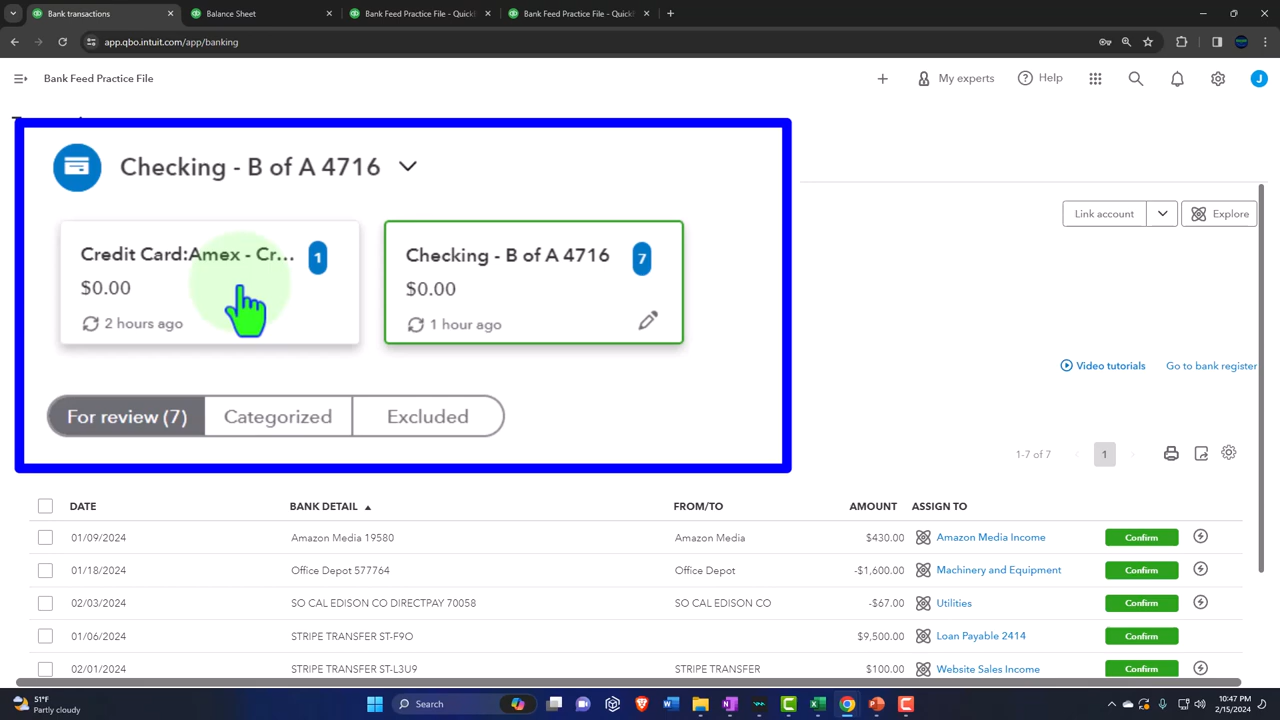 Bank transactions
Balance Sheet
Bank Feed Practice File - Quickl
Bank Feed Practice File - Quickl
app.qbo.intuit.com/app/banking
Bank Feed Practice File
My experts
Help
J
Checking - B of A 4716
Link account
Explore
Credit Card:Amex - Cr... 1
$0.00
2 hours ago
Checking - B of A 4716 7
$0.00
1 hour ago
Video tutorials
Go to bank register
For review (7)
Categorized
Excluded
1-7 of 7
1
DATE BANK DETAIL FROM/TO AMOUNT ASSIGN TO
01/09/2024 Amazon Media 19580 Amazon Media $430.00 Amazon Media Income Confirm
01/18/2024 Office Depot 577764 Office Depot -$1,600.00 Machinery and Equipment Confirm
02/03/2024 SO CAL EDISON CO DIRECTPAY 70058 SO CAL EDISON CO -$67.00 Utilities Confirm
01/06/2024 STRIPE TRANSFER ST-F9O $9,500.00 Loan Payable 2414 Confirm
02/01/2024 STRIPE TRANSFER ST-L3U9 STRIPE TRANSFER $100.00 Website Sales Income Confirm
51°F
Partly cloudy
Search
10:47 PM
2/15/2024